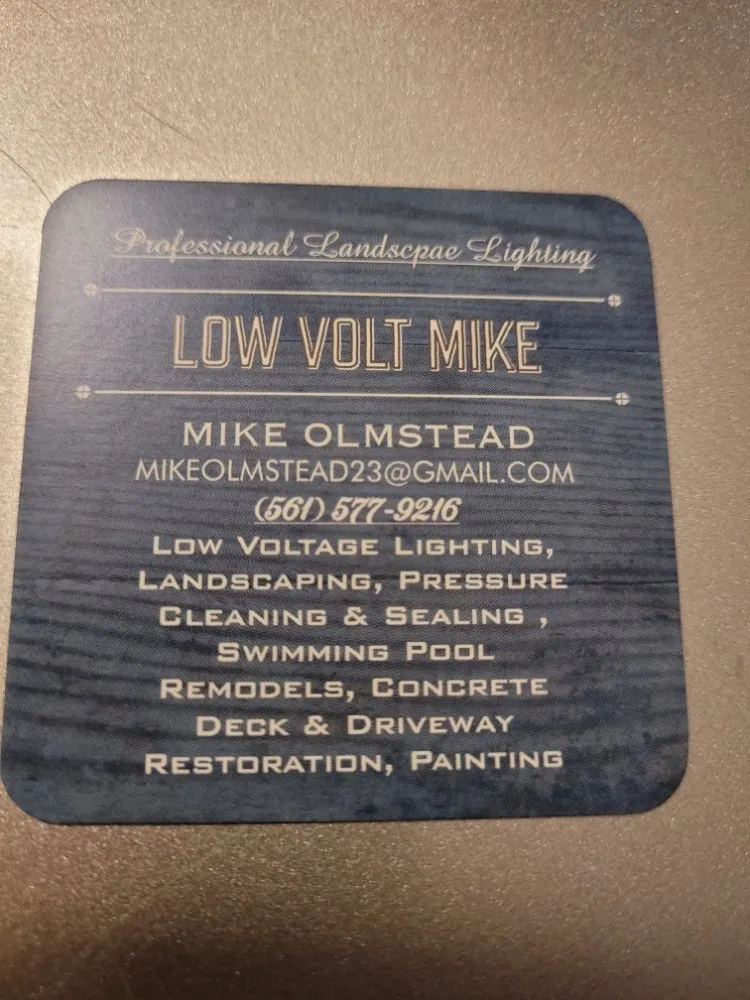 Professional Landscpae Lighting
LOW VOLT MIKE
MIKE OLMSTEAD
MIKEOLMSTEAD23@GMAIL.COM
(561) 577-9216
LOW VOLTAGE LIGHTING,
LANDSCAPING, PRESSURE
CLEANING & SEALING ,
SWIMMING POOL
REMODELS, CONCRETE
DECK & DRIVEWAY
RESTORATION, PAINTING